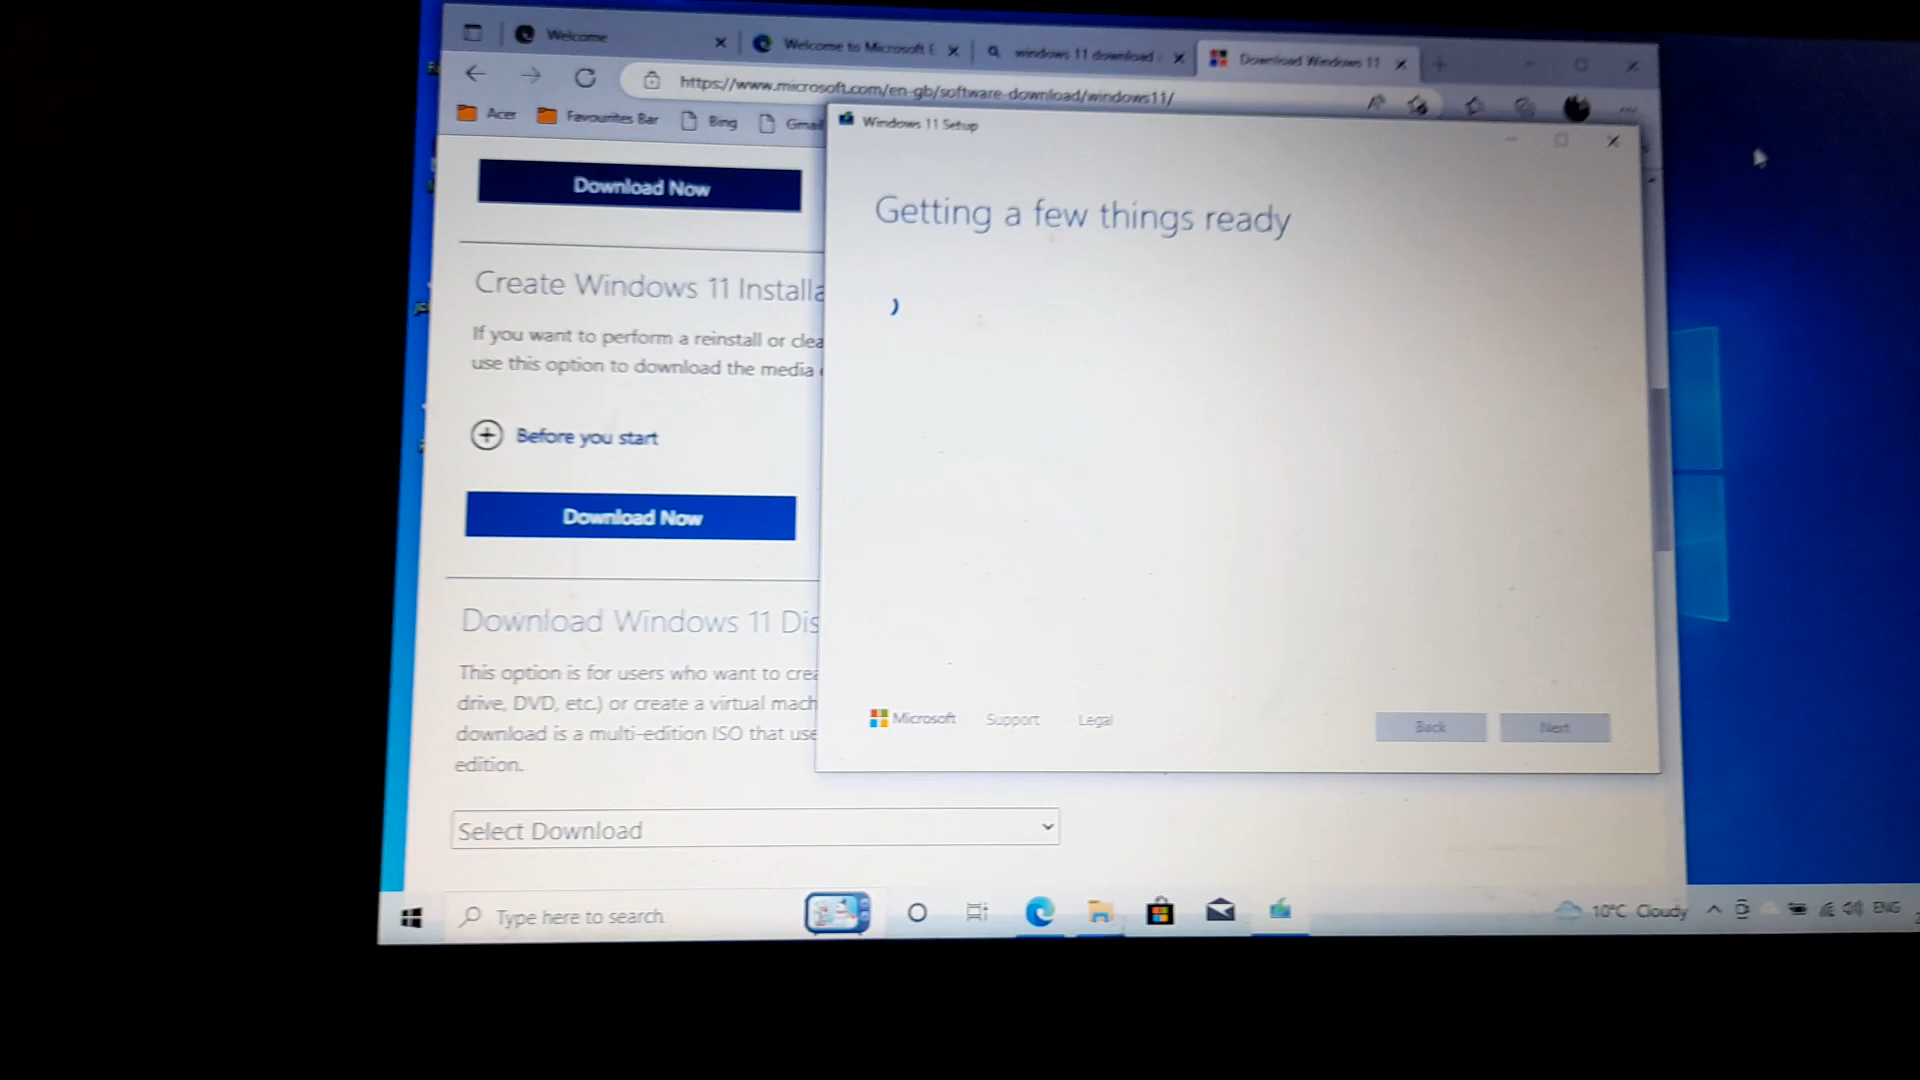 Welcome
Welcome to Microsoft E
windows 11 download
Download Windows 11
https://www.microsoft.com/en-gb/software-download/windows11/
Acer
Favourites Bar
Bing
Gmail
Windows 11 Setup
Download Now
Getting a few things ready
Create Windows 11 Installa
If you want to perform a reinstall or clea
use this option to download the media
Before you start
Download Now
Download Windows 11 Dis
This option is for users who want to crea
drive, DVD, etc.) or create a virtual mach
download is a multi-edition ISO that use
edition.
Microsoft
Support
Legal
Back
Next
Select Download
Type here to search
10°C Cloudy
ENG